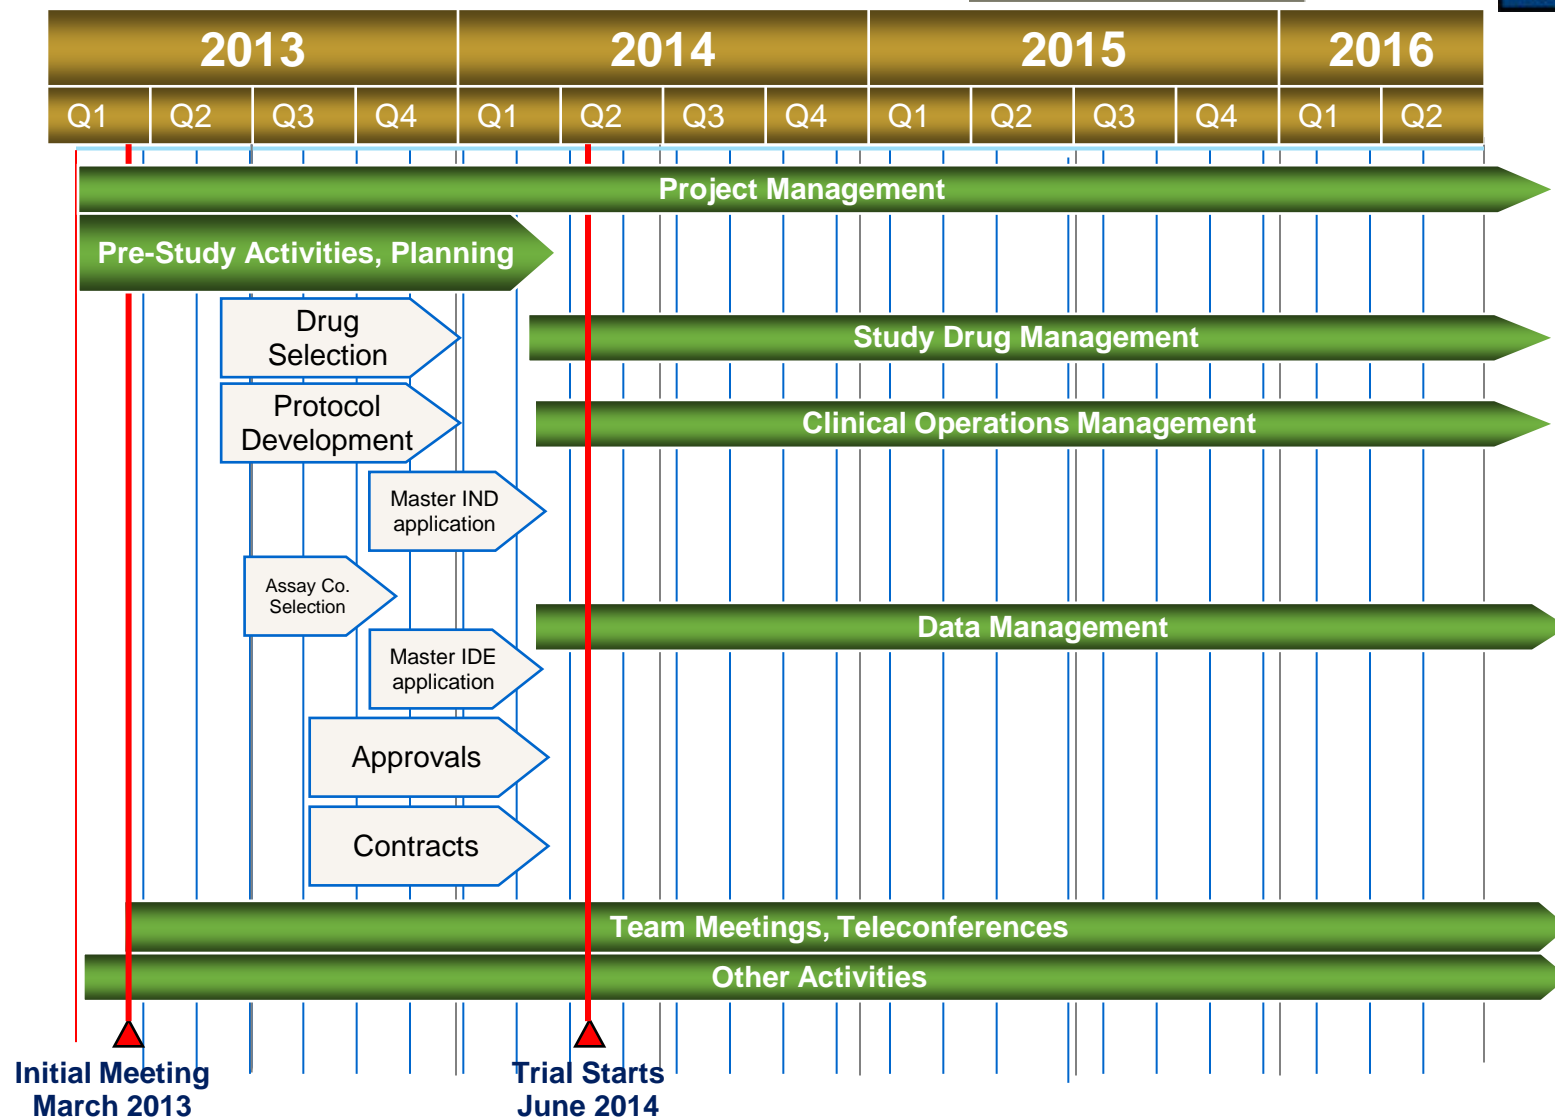 2013 2014 2015 2016
Q1 Q2 Q3 Q4 Q1 Q2 Q3 Q4 Q1 Q2 Q3 Q4 Q1 Q2
Project Management
Pre-Study Activities, Planning
Drug
Selection
Study Drug Management
Protocol
Development
Clinical Operations Management
Master IND
application
Assay Co.
Selection
Data Management
Master IDE
application
Approvals
Contracts
Team Meetings, Teleconferences
Other Activities
Initial Meeting
March 2013
Trial Starts
June 2014